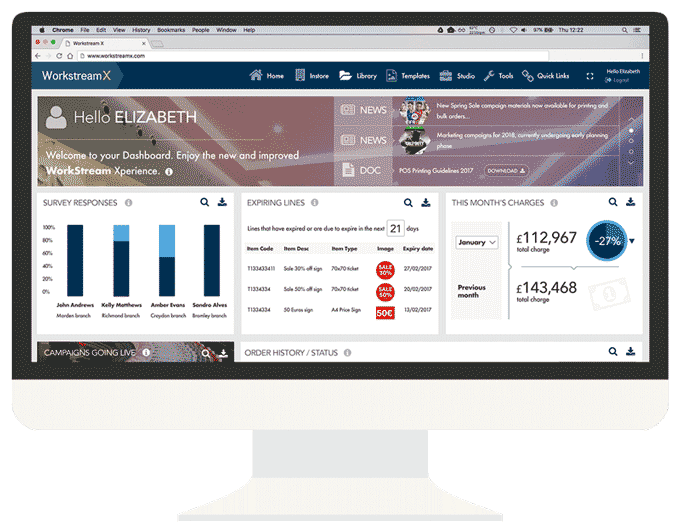 Chrome File Edit View History Bookmarks People Window Help
97% Thu 12:22
WorkstreamX
www.workstreamx.com
WorkstreamX
Home Instore Library Templates Studio Tools Quick Links
Hello Elizabeth
Logout
Hello ELIZABETH
Welcome to your Dashboard. Enjoy the new and improved
WorkStream Xperience.
NEWS
New Spring Sale campaign materials now available for printing and
bulk orders...
NEWS
Marketing campaigns for 2018, currently undergoing early planning
phase
DOC
POS Printing Guidelines 2017 DOWNLOAD
SURVEY RESPONSES
100%
80%
60%
40%
20%
0%
John Andrews Kelly Matthews Amber Evans Sandra Alves
Morden branch Richmond branch Croydon branch Bromley branch
EXPIRING LINES
Lines that have expired or are due to expire in the next 21 days
Item Code Item Desc Item Type Image Expiry date
T1333433411 Sale 30% off sign 70x70 ticket SALE 30% 27/02/2017
T1334334 Sale 50% off sign 70x70 ticket SALE 50% 20/02/2017
T1334334 50 Euros sign A4 Price Sign 50€ 13/02/2017
THIS MONTH'S CHARGES
January
£112,967
total charge
-27%
Previous
month
£143,468
total charge
CAMPAIGNS GOING LIVE
ORDER HISTORY / STATUS